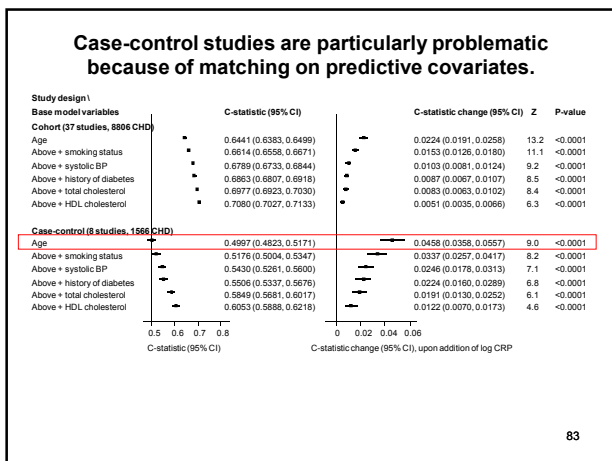 Case-control studies are particularly problematic
because of matching on predictive covariates.
Study design \
Base model variables C-statistic (95% CI) C-statistic change (95% CI) Z P-value
Cohort (37 studies, 8806 CHD)
Age 0.6441 (0.6383, 0.6499) 0.0224 (0.0191, 0.0258) 13.2 <0.0001
Above + smoking status 0.6614 (0.6558, 0.6671) 0.0153 (0.0126, 0.0180) 11.1 <0.0001
Above + systolic BP 0.6789 (0.6733, 0.6844) 0.0103 (0.0081, 0.0124) 9.2 <0.0001
Above + history of diabetes 0.6863 (0.6807, 0.6918) 0.0087 (0.0067, 0.0107) 8.5 <0.0001
Above + total cholesterol 0.6977 (0.6923, 0.7030) 0.0083 (0.0063, 0.0102) 8.4 <0.0001
Above + HDL cholesterol 0.7080 (0.7027, 0.7133) 0.0051 (0.0035, 0.0066) 6.3 <0.0001
Case-control (8 studies, 1566 CHD)
Age 0.4997 (0.4823, 0.5171) 0.0458 (0.0358, 0.0557) 9.0 <0.0001
Above + smoking status 0.5176 (0.5004, 0.5347) 0.0337 (0.0257, 0.0417) 8.2 <0.0001
Above + systolic BP 0.5430 (0.5261, 0.5600) 0.0246 (0.0178, 0.0313) 7.1 <0.0001
Above + history of diabetes 0.5506 (0.5337, 0.5676) 0.0224 (0.0160, 0.0289) 6.8 <0.0001
Above + total cholesterol 0.5849 (0.5681, 0.6017) 0.0191 (0.0130, 0.0252) 6.1 <0.0001
Above + HDL cholesterol 0.6053 (0.5888, 0.6218) 0.0122 (0.0070, 0.0173) 4.6 <0.0001
0.5 0.6 0.7 0.8 0 0.02 0.04 0.06
C-statistic (95% CI) C-statistic change (95% CI), upon addition of log CRP
83